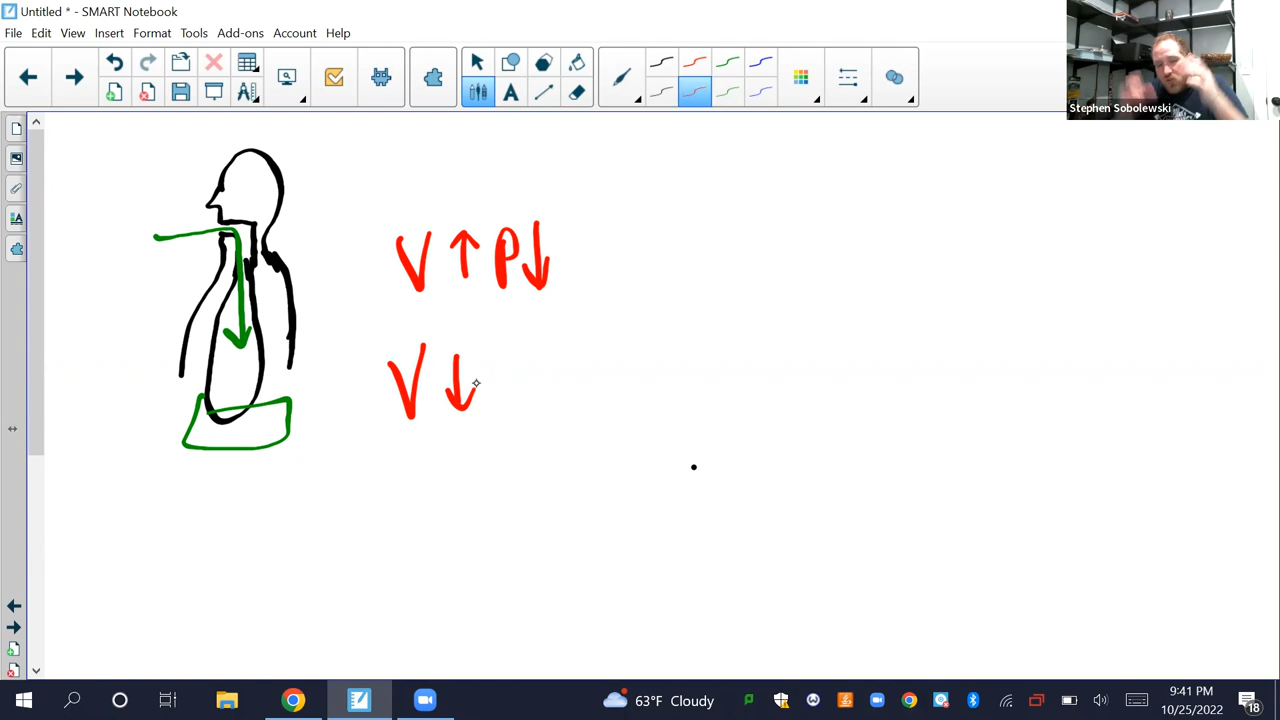 Untitled * - SMART Notebook
File Edit View Insert Format Tools Add-ons Account Help
Stephen Sobolewski
V ↑ P ↓
V ↓
63°F Cloudy
9:41 PM
10/25/2022
18